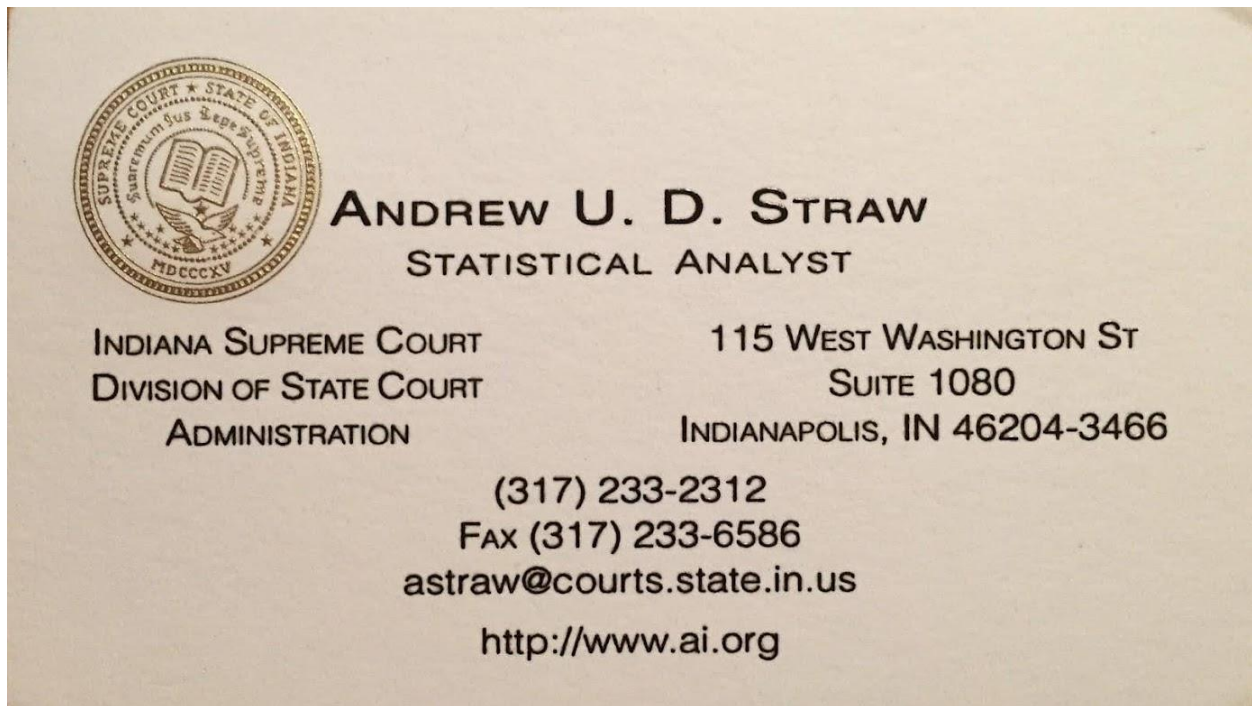 SUPREME COURT ★ STATE OF INDIANA
Supremum Jus Lege Supreme
MDCCCXV
ANDREW U. D. STRAW
STATISTICAL ANALYST
INDIANA SUPREME COURT
DIVISION OF STATE COURT
ADMINISTRATION
115 WEST WASHINGTON ST
SUITE 1080
INDIANAPOLIS, IN 46204-3466
(317) 233-2312
FAX (317) 233-6586
astraw@courts.state.in.us
http://www.ai.org